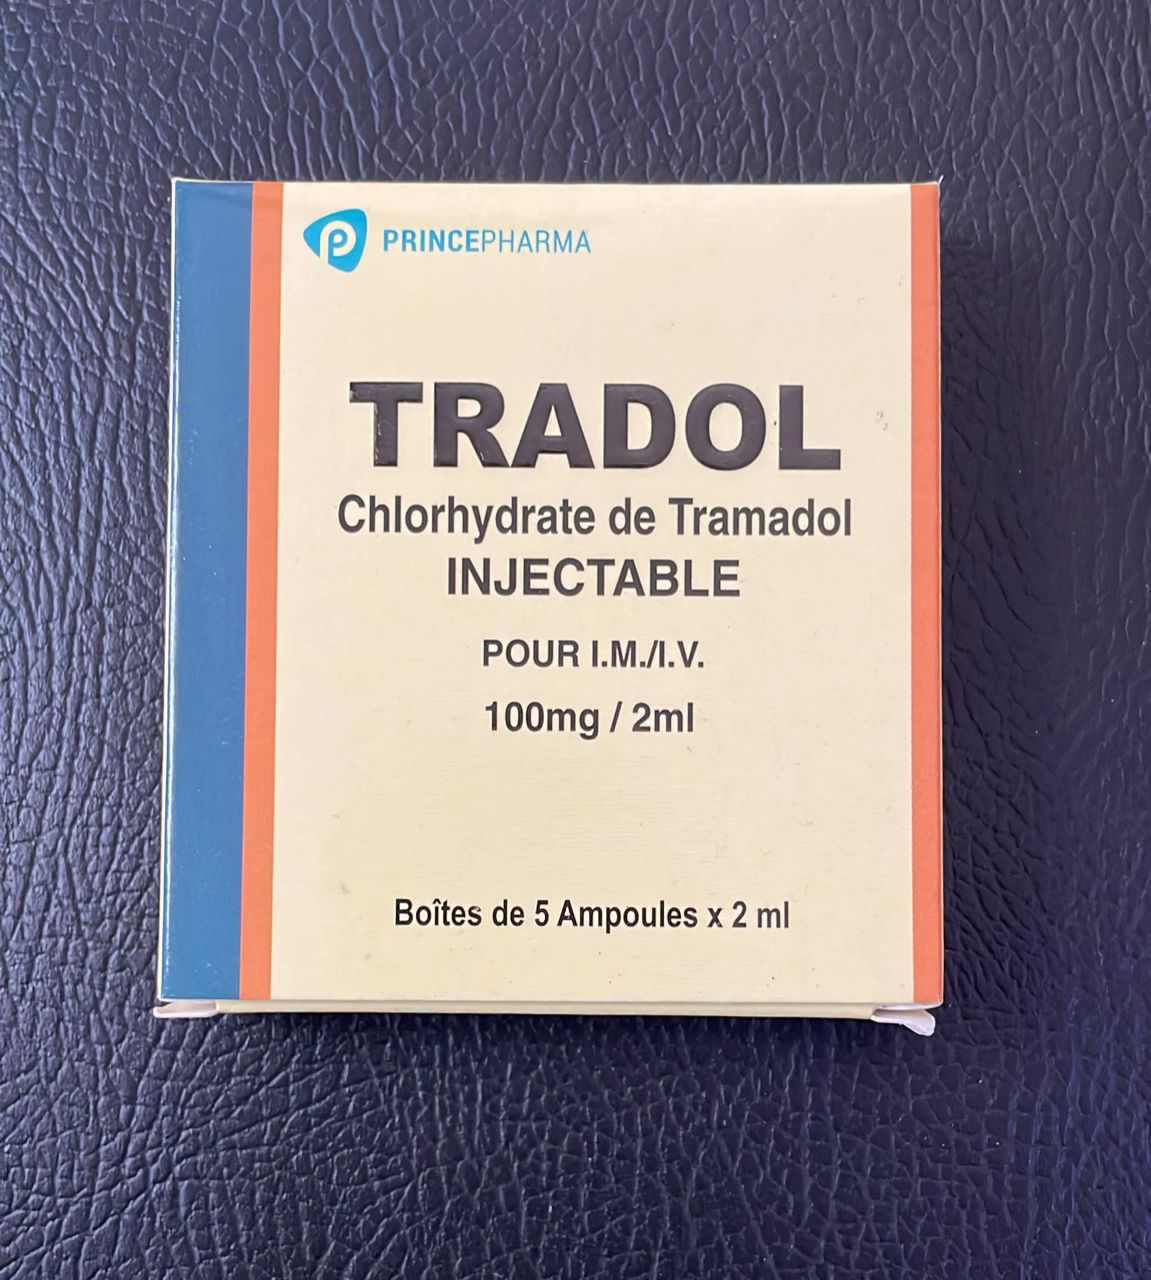 PRINCEPHARMA
TRADOL
Chlorhydrate de Tramadol
INJECTABLE
POUR I.M./I.V.
100mg / 2ml
Boîtes de 5 Ampoules x 2 ml